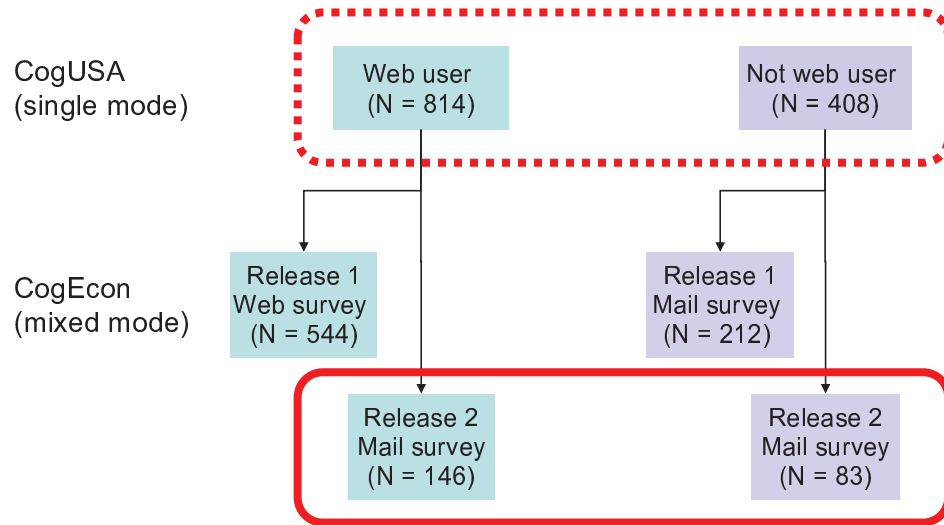 CogUSA
(single mode)
Web user
(N = 814)
Not web user
(N = 408)
CogEcon
(mixed mode)
Release 1
Web survey
(N = 544)
Release 1
Mail survey
(N = 212)
Release 2
Mail survey
(N = 146)
Release 2
Mail survey
(N = 83)